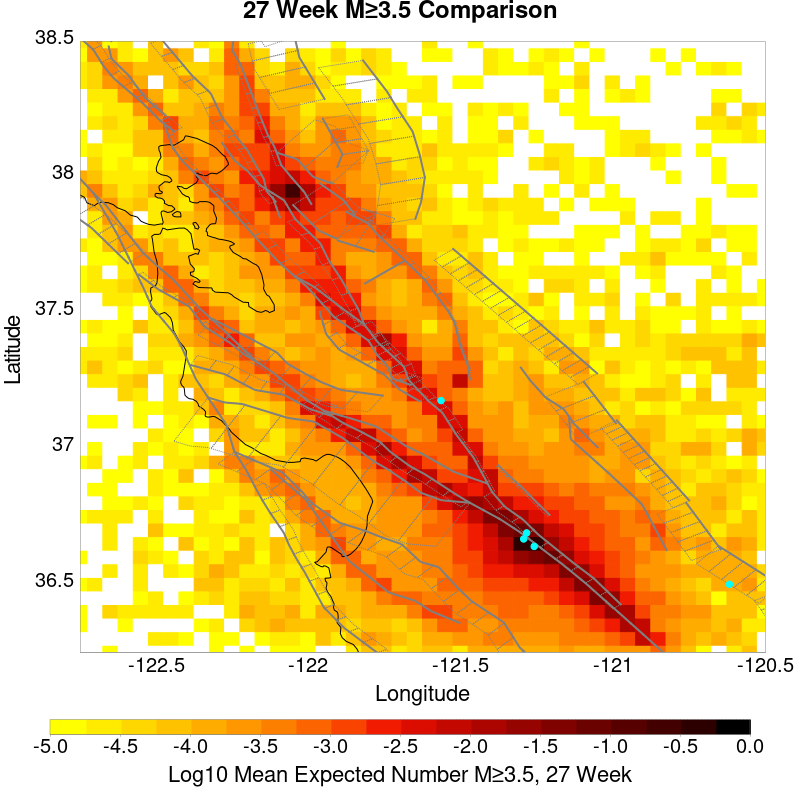 27 Week M≥3.5 Comparison
38.5
38
37.5
37
36.5
Latitude
-122.5 -122 -121.5 -121 -120.5
Longitude
-5.0 -4.5 -4.0 -3.5 -3.0 -2.5 -2.0 -1.5 -1.0 -0.5 0.0
Log10 Mean Expected Number M≥3.5, 27 Week